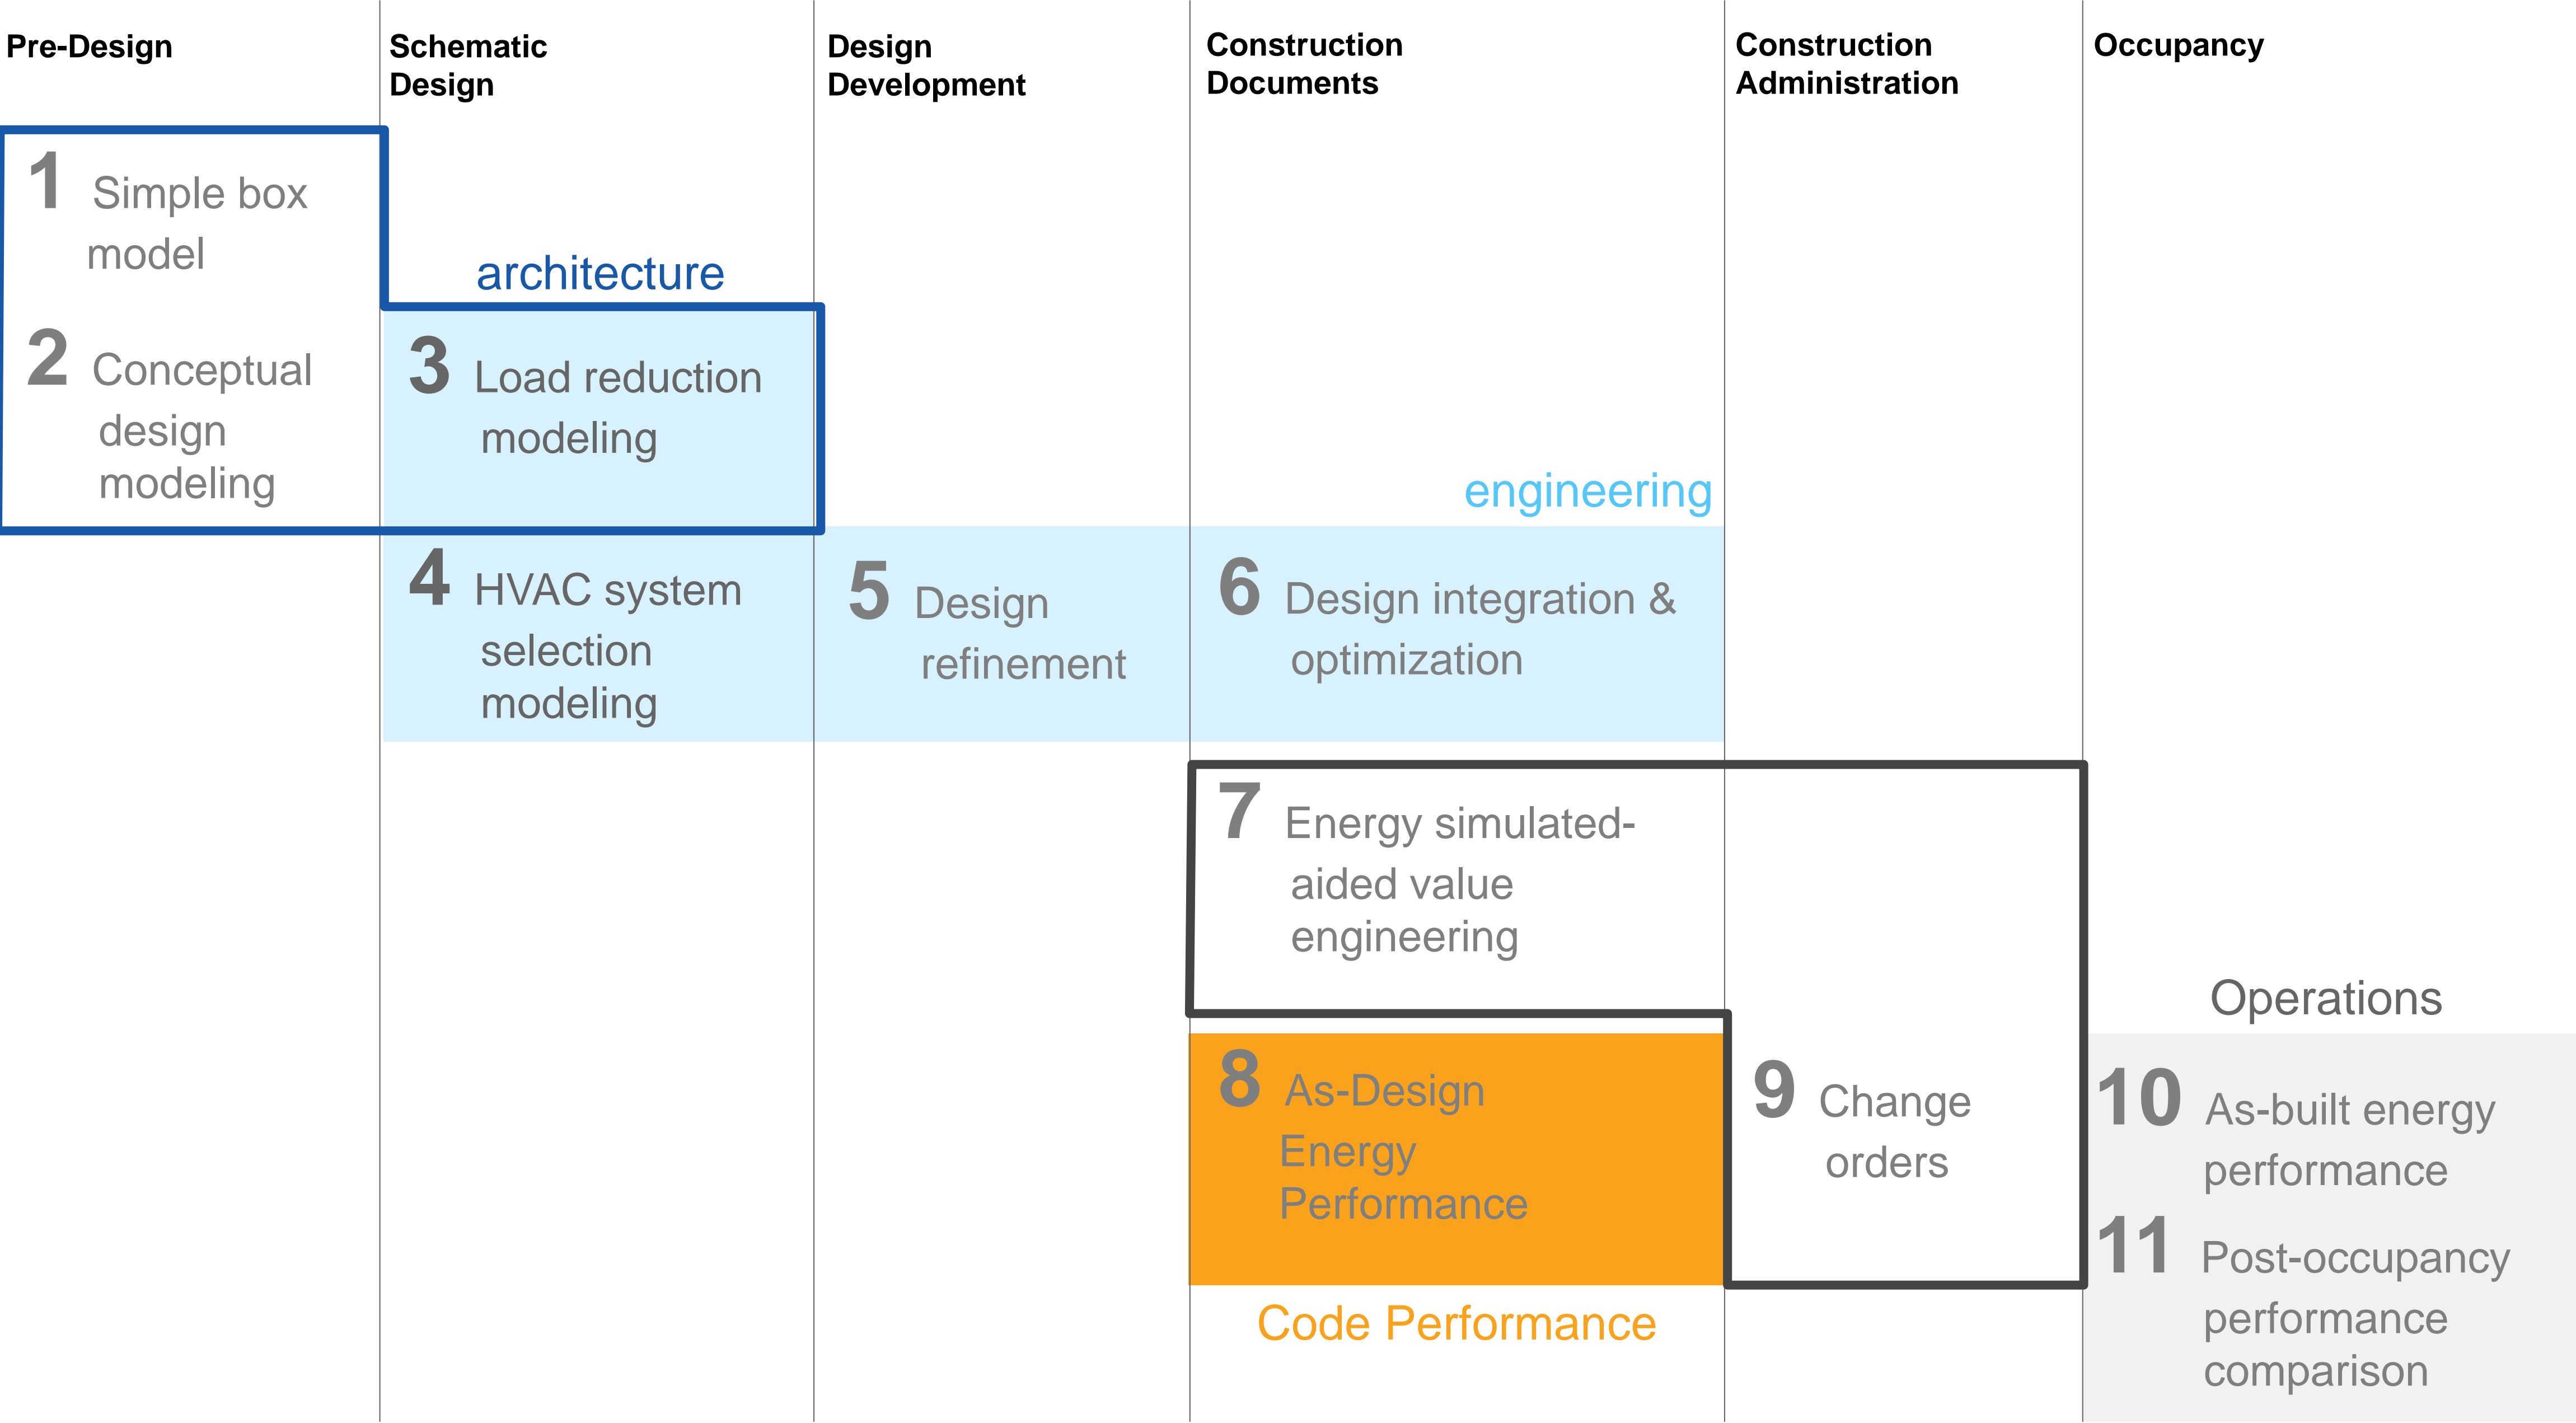 Pre-Design
Schematic
Design
Design
Development
Construction
Documents
Construction
Administration
Occupancy
1 Simple box
model
2 Conceptual
design
modeling
architecture
3 Load reduction
modeling
4 HVAC system
selection
modeling
5 Design
refinement
engineering
6 Design integration &
optimization
7 Energy simulated-
aided value
engineering
8 As-Design
Energy
Performance
Code Performance
9 Change
orders
Operations
10 As-built energy
performance
11 Post-occupancy
performance
comparison